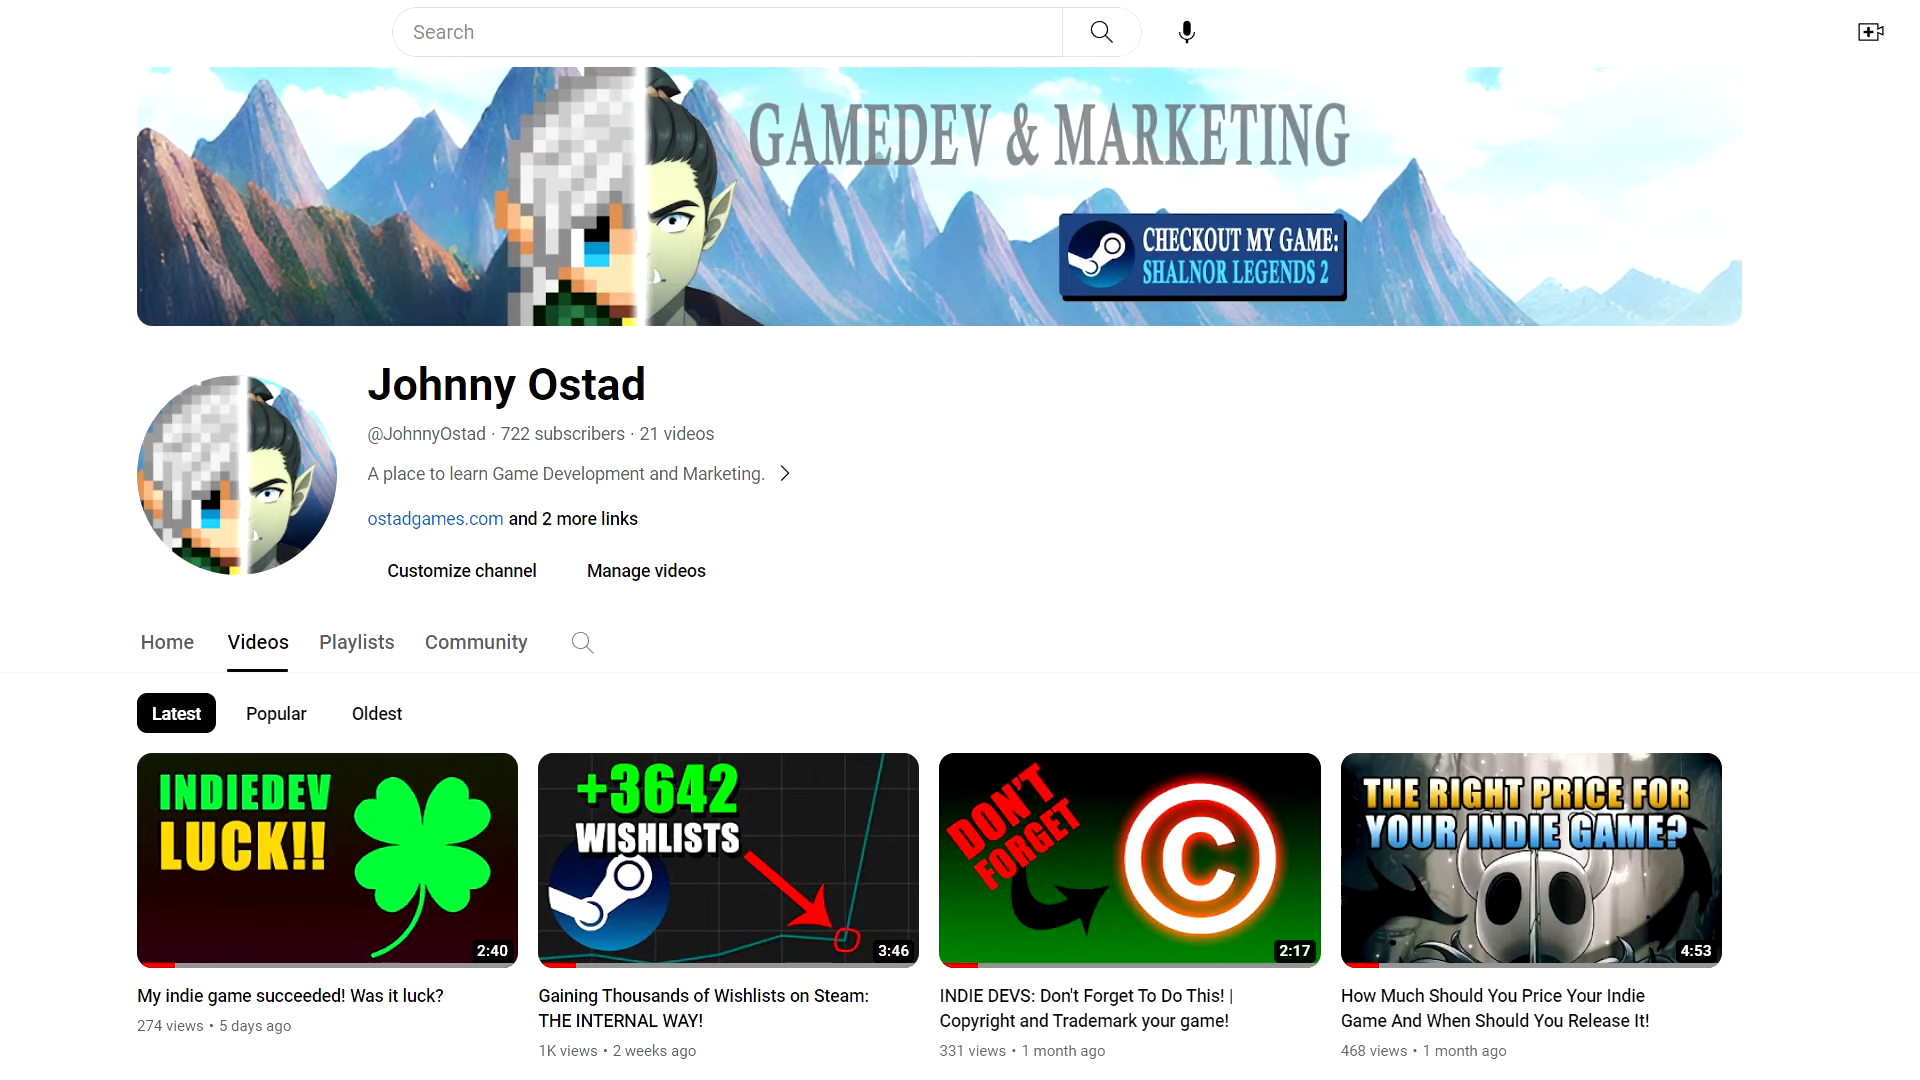 Search
GAMEDEV & MARKETING
CHECKOUT MY GAME:
SHALNOR LEGENDS 2
Johnny Ostad
@JohnnyOstad · 722 subscribers · 21 videos
A place to learn Game Development and Marketing.
ostadgames.com and 2 more links
Customize channel Manage videos
Home Videos Playlists Community
Latest Popular Oldest
INDIEDEV
LUCK!!
2:40
My indie game succeeded! Was it luck?
274 views • 5 days ago
+3642
WISHLISTS
3:46
Gaining Thousands of Wishlists on Steam:
THE INTERNAL WAY!
1K views • 2 weeks ago
DON'T
FORGET
©
2:17
INDIE DEVS: Don't Forget To Do This! |
Copyright and Trademark your game!
331 views • 1 month ago
THE RIGHT PRICE FOR
YOUR INDIE GAME?
4:53
How Much Should You Price Your Indie
Game And When Should You Release It!
468 views • 1 month ago